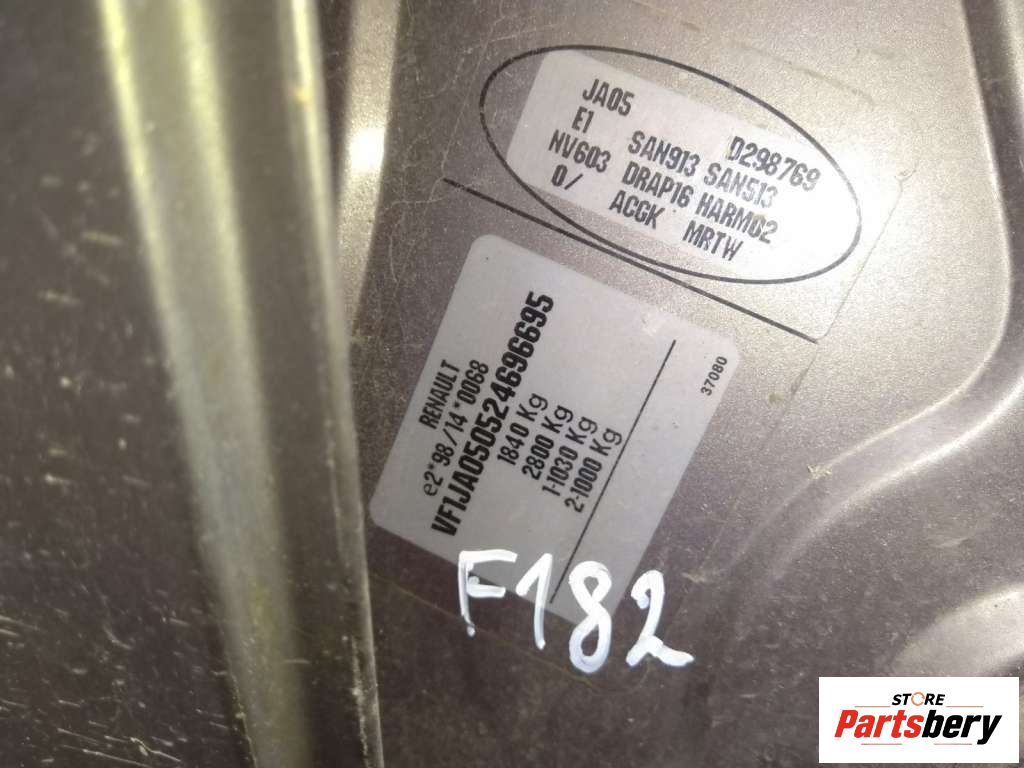 JA05 D298769
E1 SAN913 SAN513
NV603 DRAP16 HARM02
0/ ACGK MRTW
RENAULT
e2*98/14*0068
VF1JA050524696695
1840 Kg
2800 Kg
1:1030 Kg
2:1000 Kg
37080
F182
STORE
Partsbery